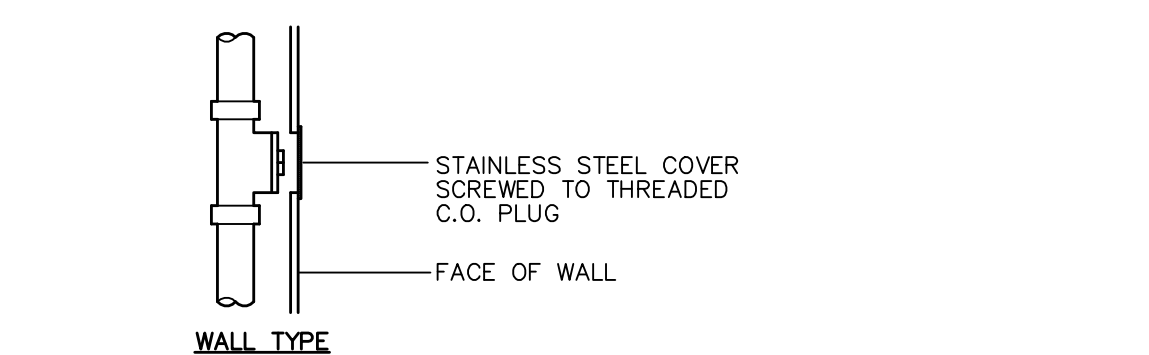 STAINLESS STEEL COVER
SCREWED TO THREADED
C.O. PLUG
FACE OF WALL
WALL TYPE